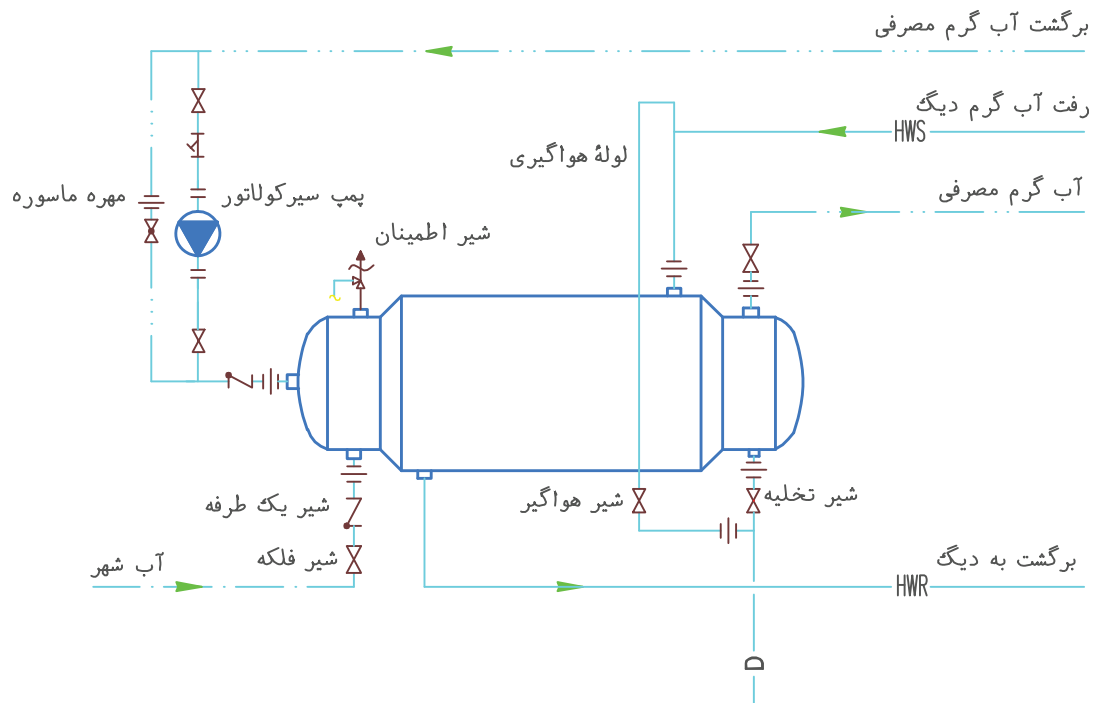 برگشت آب گرم مصرفی
رفت آب گرم دیگ
HWS
لولهٔ هواگیری
آب گرم مصرفی
مهره ماسوره
پمپ سیرکولاتور
شیر اطمینان
شیر یک طرفه
شیر هواگیر
شیر تخلیه
شیر فلکه
آب شهر
برگشت به دیگ
HWR
D